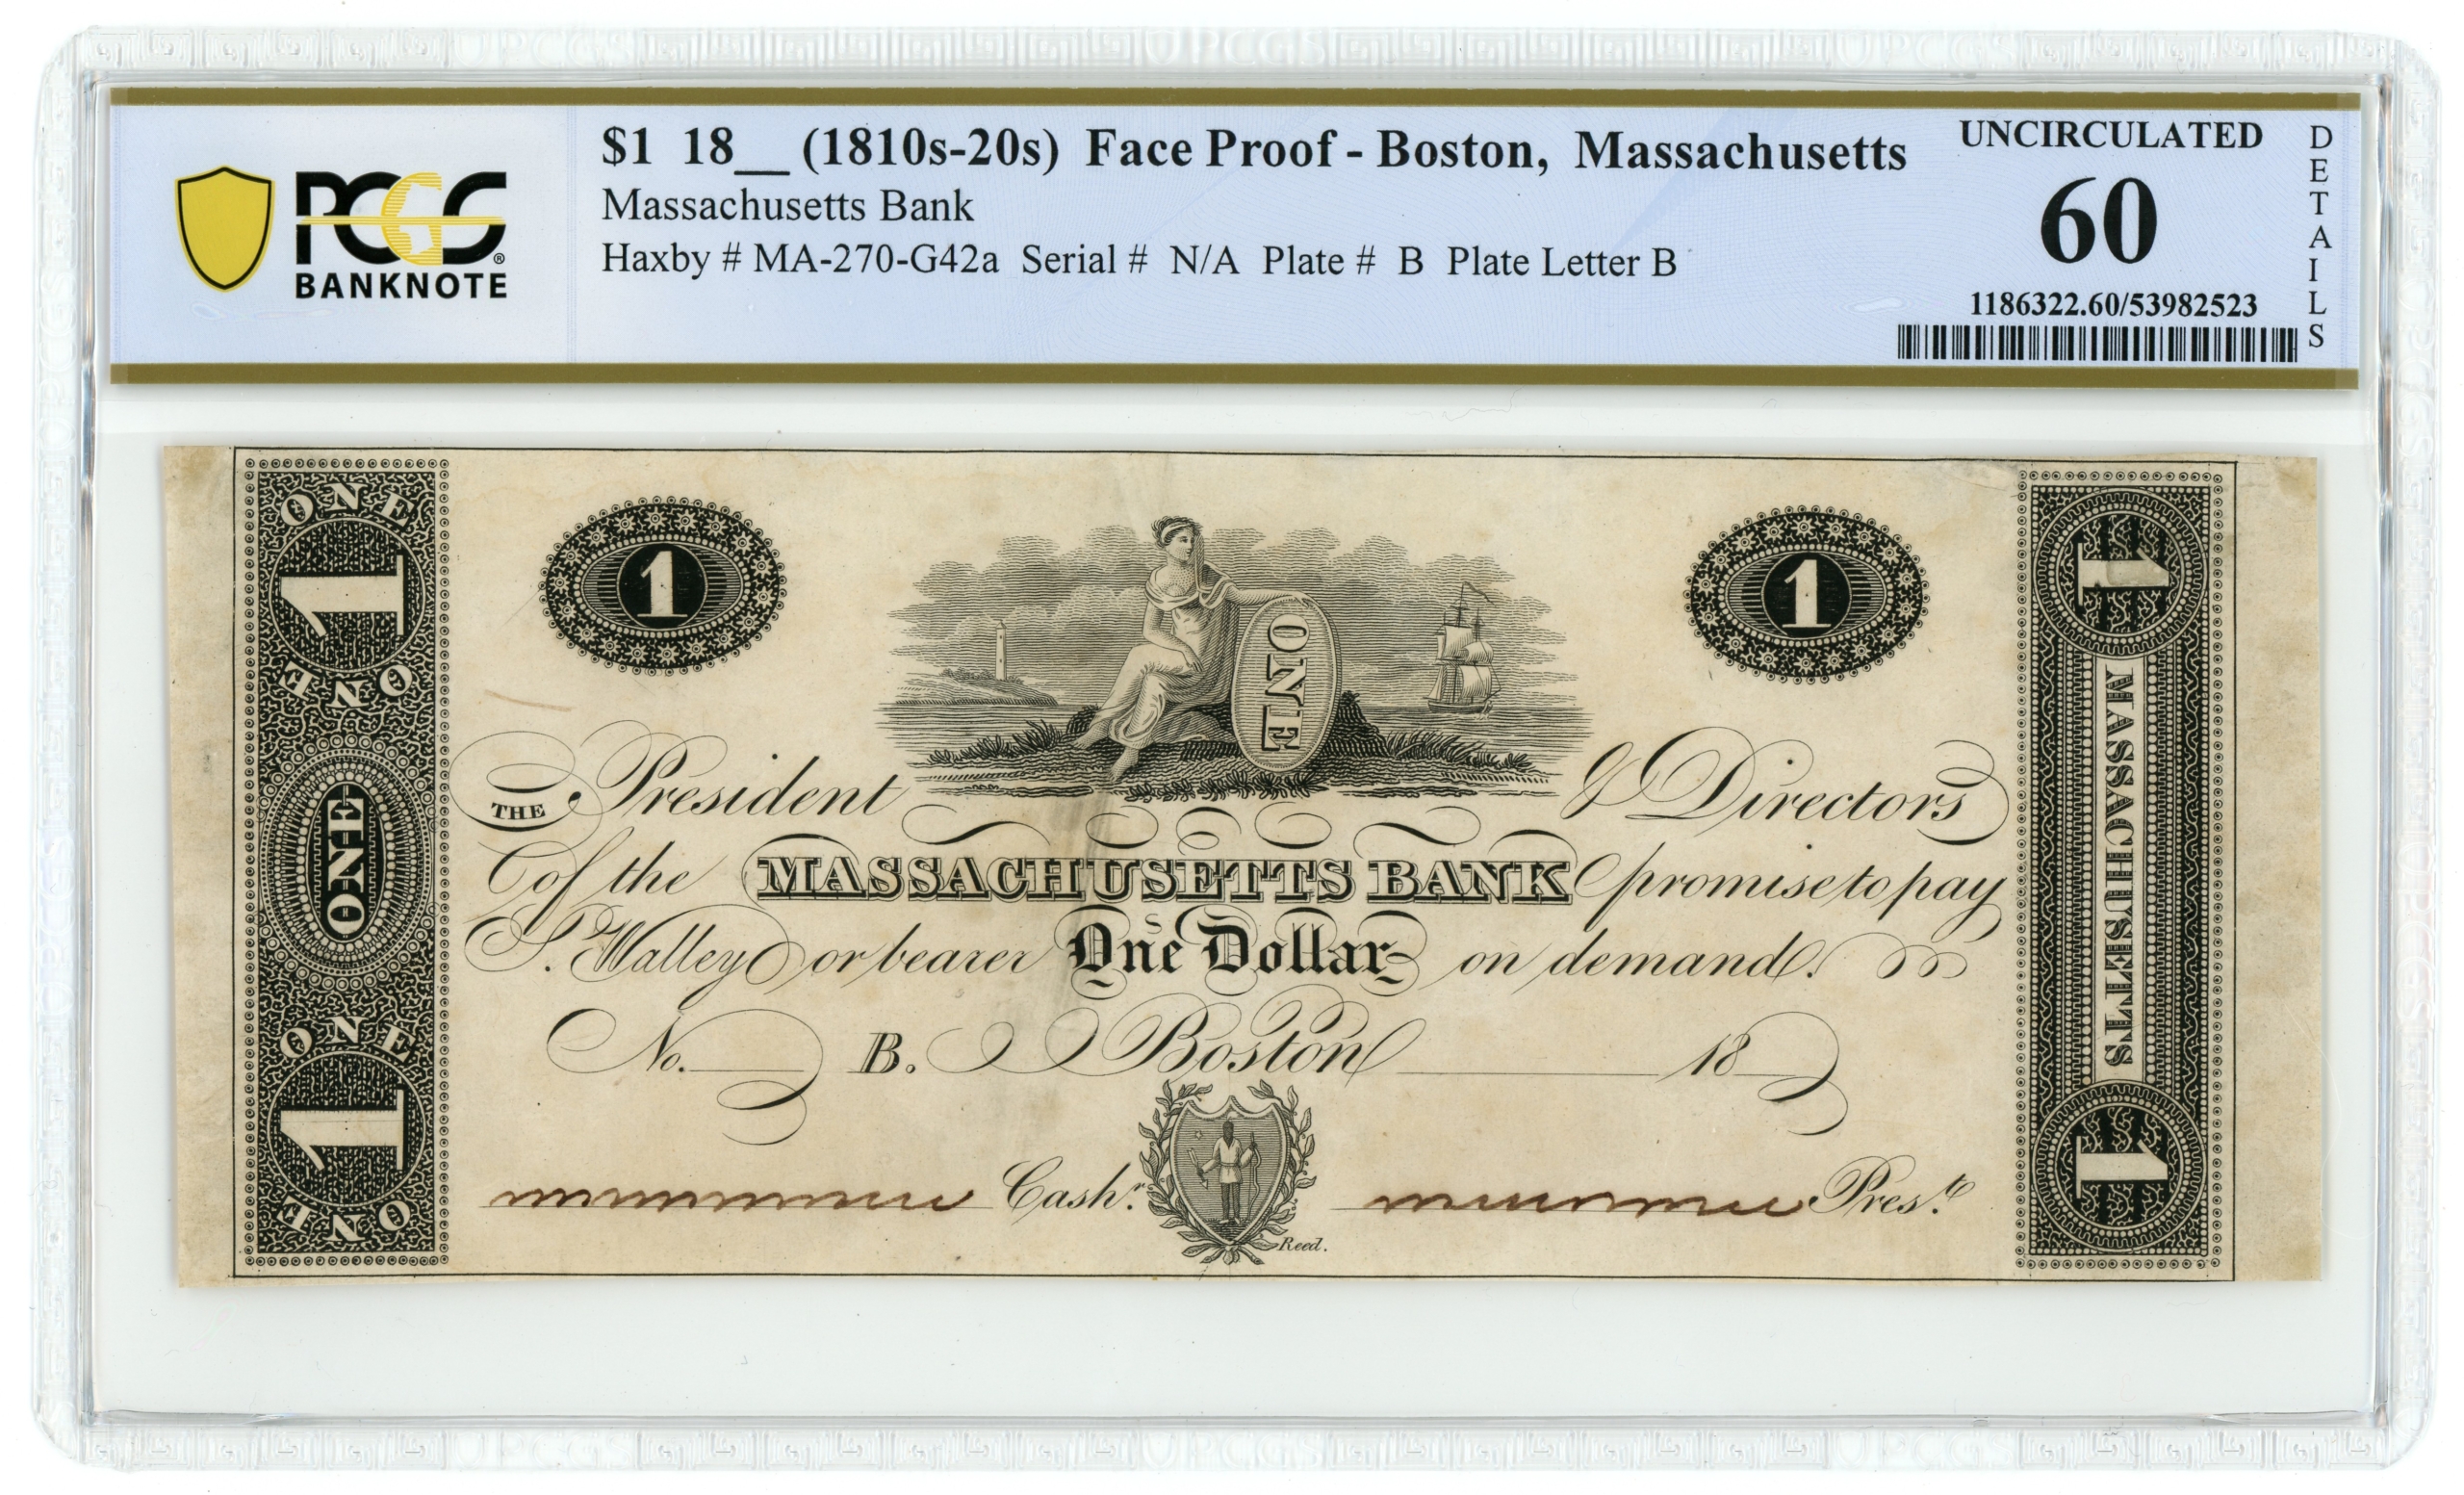 $1 18__ (1810s-20s) Face Proof - Boston, Massachusetts
Massachusetts Bank
Haxby # MA-270-G42a Serial # N/A Plate # B Plate Letter B
PCGS®
BANKNOTE
UNCIRCULATED
60
1186322.60/53982523
DETAILS
ONE
1
ONE
ONE
ONE
1
ONE
1
ONE
1
1
MASSACHUSETTS
1
THE President & Directors
of the MASSACHUSETTS BANK promise to pay
S. Walley or bearer One Dollar on demand.
No. B. Boston 18
Cashr. Prest.
Reed.